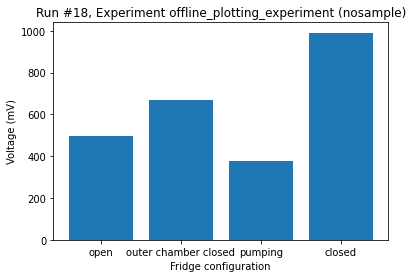 Run #18, Experiment offline_plotting_experiment (nosample)
1000
800
600
400
200
0
Voltage (mV)
open outer chamber closed pumping closed
Fridge configuration